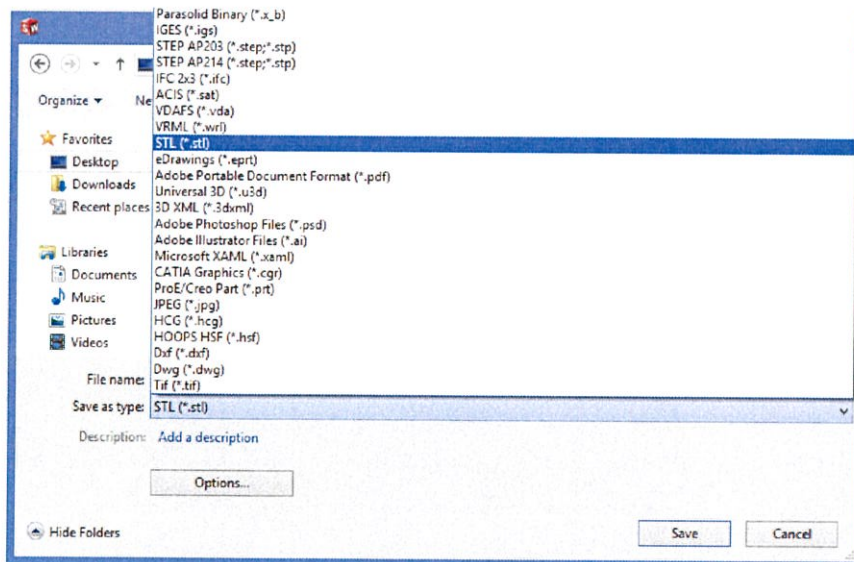 Parasolid Binary (*.x_b)
IGES (*.igs)
STEP AP203 (*.step;*.stp)
STEP AP214 (*.step;*.stp)
IFC 2x3 (*.ifc)
ACIS (*.sat)
VDAFS (*.vda)
VRML (*.wrl)
STL (*.stl)
eDrawings (*.eprt)
Adobe Portable Document Format (*.pdf)
Universal 3D (*.u3d)
3D XML (*.3dxml)
Adobe Photoshop Files (*.psd)
Adobe Illustrator Files (*.ai)
Microsoft XAML (*.xaml)
CATIA Graphics (*.cgr)
ProE/Creo Part (*.prt)
JPEG (*.jpg)
HCG (*.hcg)
HOOPS HSF (*.hsf)
Dxf (*.dxf)
Dwg (*.dwg)
Tif (*.tif)
Organize Ne
Favorites
Desktop
Downloads
Recent places
Libraries
Documents
Music
Pictures
Videos
File name:
Save as type: STL (*.stl)
Description: Add a description
Options...
Hide Folders
Save Cancel